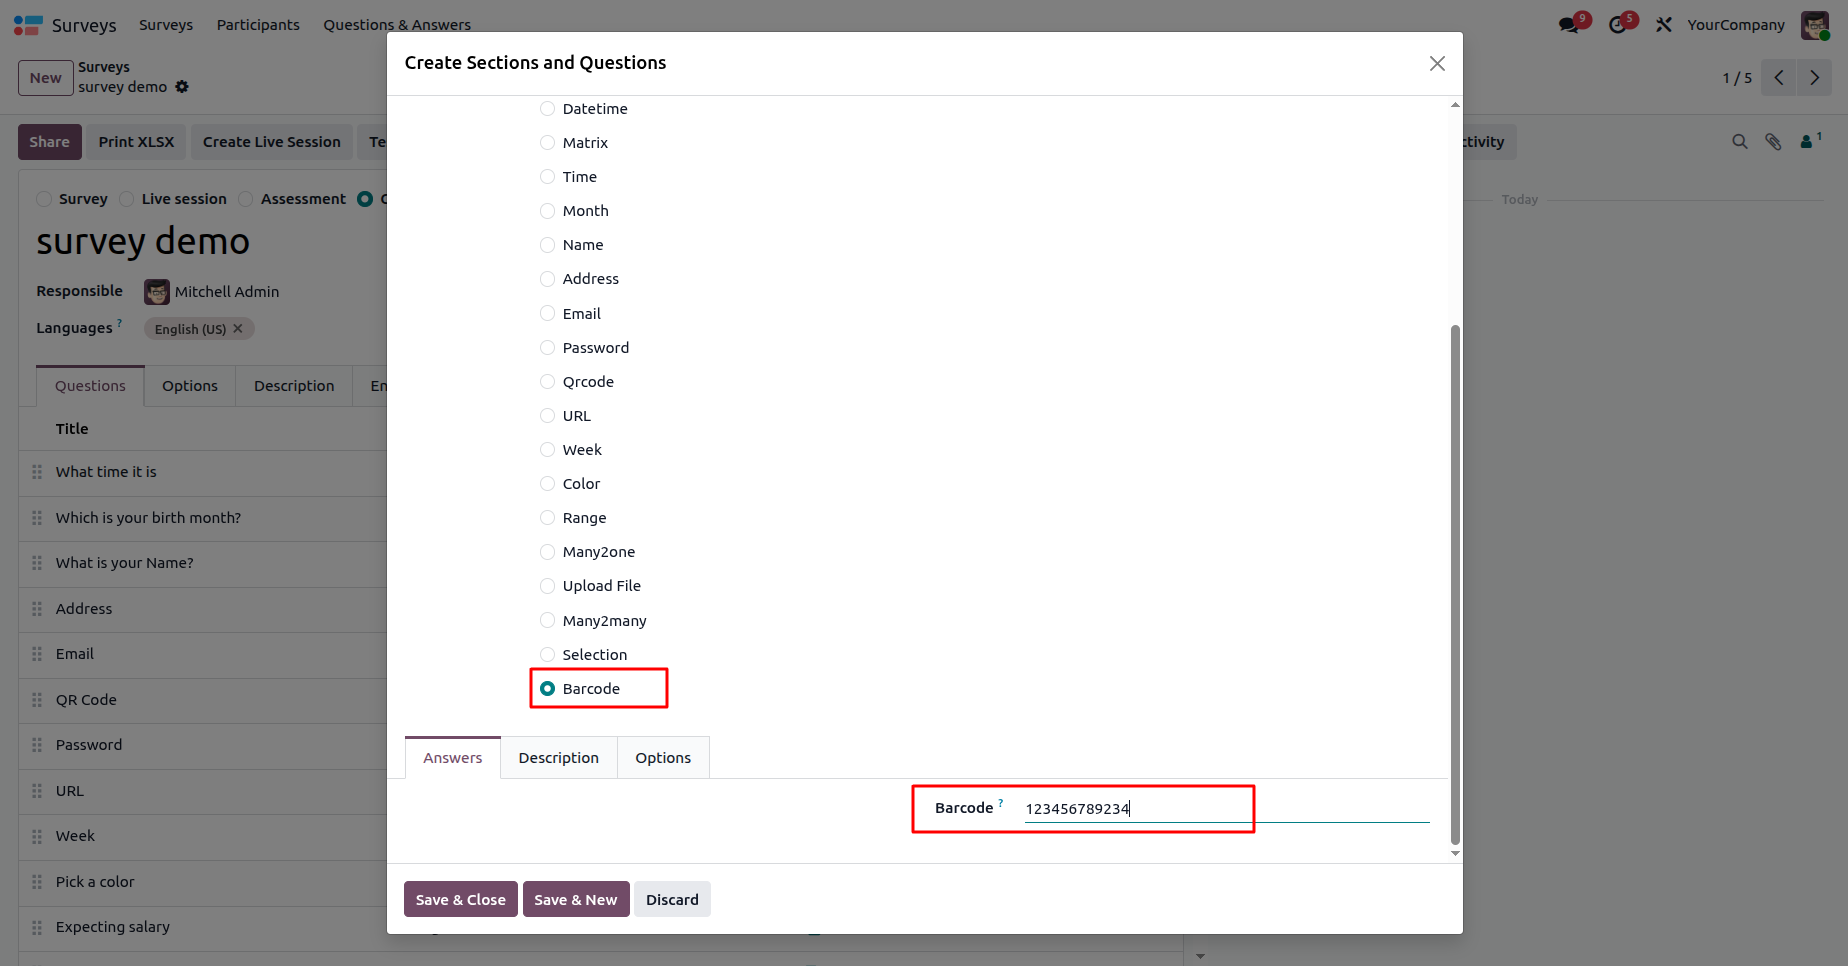 Surveys
Surveys
Participants
Questions & Answers
9
5
YourCompany
New
Surveys
survey demo
1 / 5
Share
Print XLSX
Create Live Session
Te
ctivity
1
Survey
Live session
Assessment
C
Today
survey demo
Responsible
Mitchell Admin
Languages ?
English (US)
Questions
Options
Description
En
Title
What time it is
Which is your birth month?
What is your Name?
Address
Email
QR Code
Password
URL
Week
Pick a color
Expecting salary
Create Sections and Questions
Datetime
Matrix
Time
Month
Name
Address
Email
Password
Qrcode
URL
Week
Color
Range
Many2one
Upload File
Many2many
Selection
Barcode
Answers
Description
Options
Barcode ?
123456789234
Save & Close
Save & New
Discard